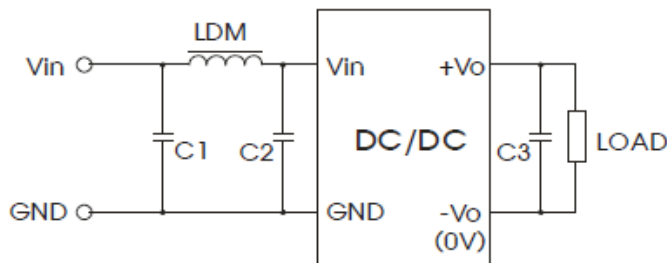 LDM
Vin
Vin
+Vo
C1
C2
DC/DC
C3
LOAD
GND
GND
-Vo
(0V)